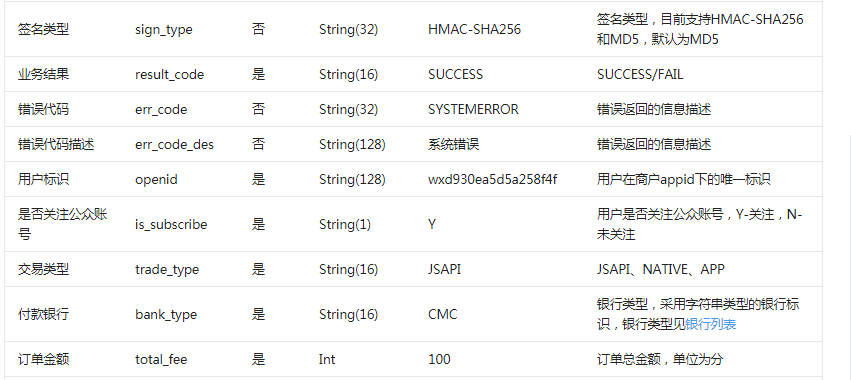 签名类型 sign_type 否 String(32) HMAC-SHA256 签名类型，目前支持HMAC-SHA256
和MD5，默认为MD5
业务结果 result_code 是 String(16) SUCCESS SUCCESS/FAIL
错误代码 err_code 否 String(32) SYSTEMERROR 错误返回的信息描述
错误代码描述 err_code_des 否 String(128) 系统错误 错误返回的信息描述
用户标识 openid 是 String(128) wxd930ea5d5a258f4f 用户在商户appid下的唯一标识
是否关注公众账
号 is_subscribe 是 String(1) Y 用户是否关注公众账号，Y-关注，N-
未关注
交易类型 trade_type 是 String(16) JSAPI JSAPI、NATIVE、APP
付款银行 bank_type 是 String(16) CMC 银行类型，采用字符串类型的银行标
识，银行类型见银行列表
订单金额 total_fee 是 Int 100 订单总金额，单位为分